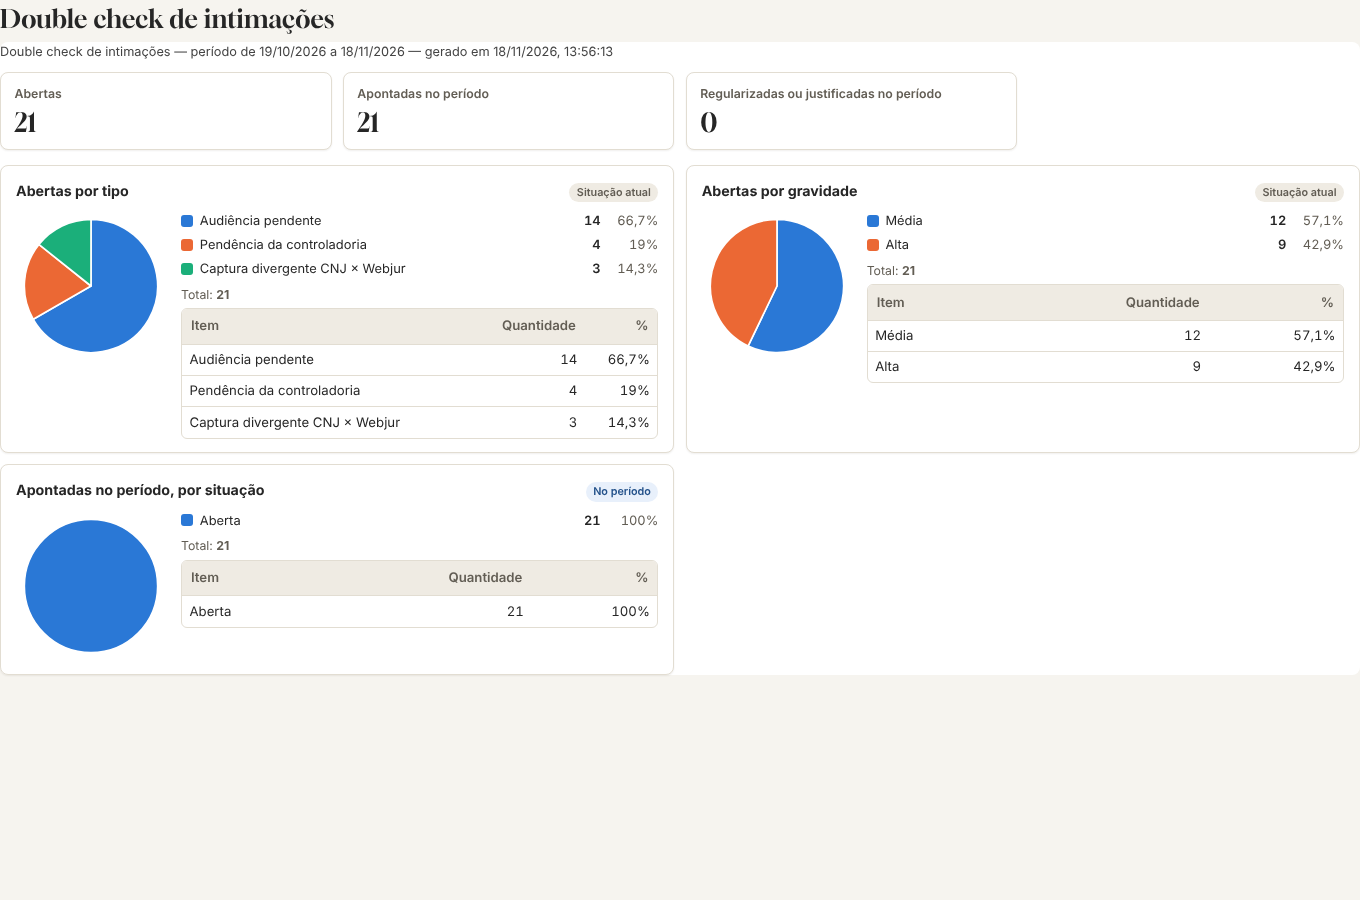 Double check de intimações
Double check de intimações — período de 19/10/2026 a 18/11/2026 — gerado em 18/11/2026, 13:56:13
Abertas
21
Apontadas no período
21
Regularizadas ou justificadas no período
0
Abertas por tipo
Situação atual
Audiência pendente 14 66,7%
Pendência da controladoria 4 19%
Captura divergente CNJ × Webjur 3 14,3%
Total: 21
Item Quantidade %
Audiência pendente 14 66,7%
Pendência da controladoria 4 19%
Captura divergente CNJ × Webjur 3 14,3%
Abertas por gravidade
Situação atual
Média 12 57,1%
Alta 9 42,9%
Total: 21
Item Quantidade %
Média 12 57,1%
Alta 9 42,9%
Apontadas no período, por situação
No período
Aberta 21 100%
Total: 21
Item Quantidade %
Aberta 21 100%